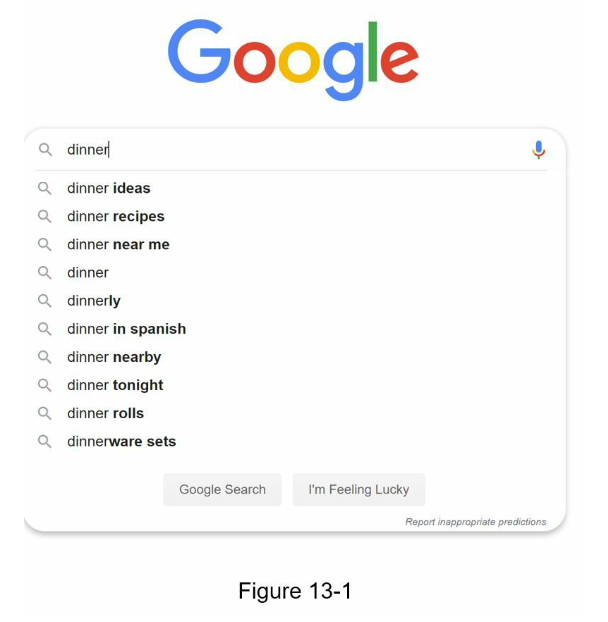 Google
dinner
dinner ideas
dinner recipes
dinner near me
dinner
dinnerly
dinner in spanish
dinner nearby
dinner tonight
dinner rolls
dinnerware sets
Google Search I'm Feeling Lucky
Report inappropriate predictions
Figure 13-1